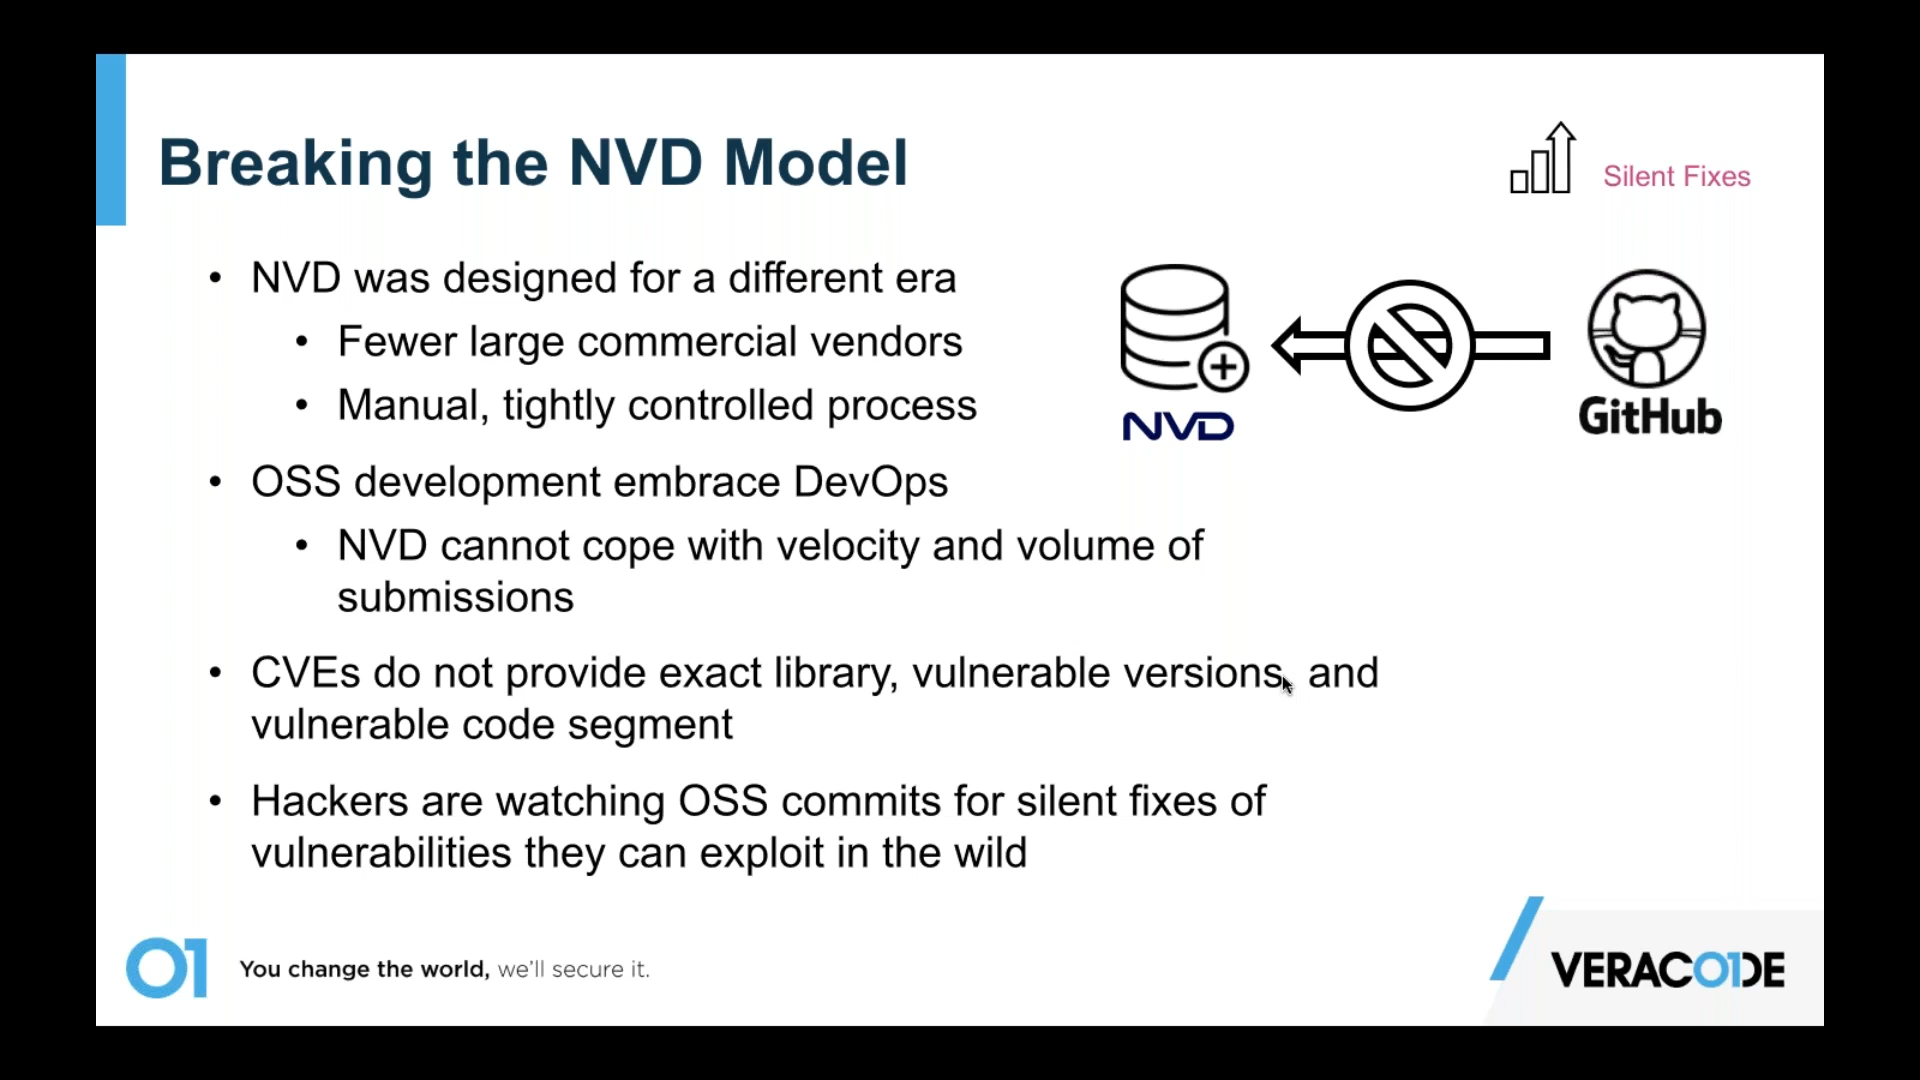 Breaking the NVD Model
Silent Fixes
• NVD was designed for a different era
• Fewer large commercial vendors
• Manual, tightly controlled process
NVD
GitHub
• OSS development embrace DevOps
• NVD cannot cope with velocity and volume of
submissions
• CVEs do not provide exact library, vulnerable versions, and
vulnerable code segment
• Hackers are watching OSS commits for silent fixes of
vulnerabilities they can exploit in the wild
01 You change the world, we'll secure it.
VERACODE